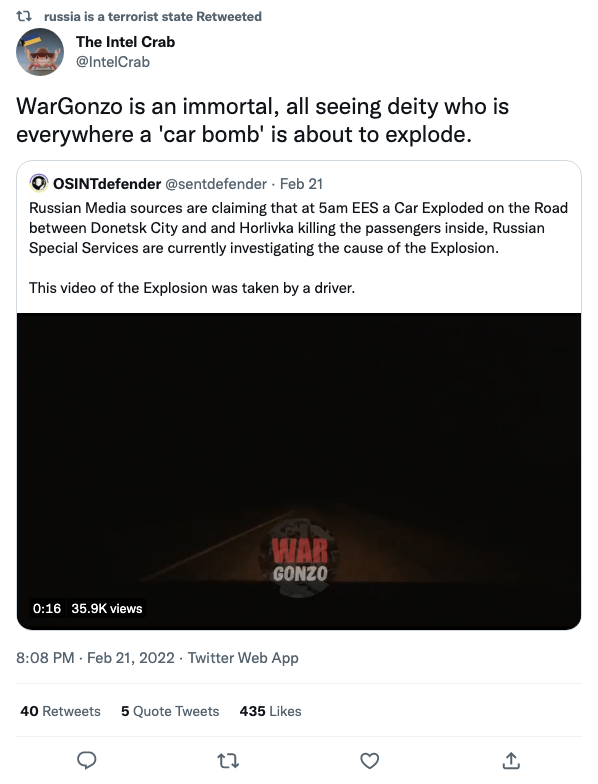 russia is a terrorist state Retweeted
The Intel Crab
@IntelCrab
WarGonzo is an immortal, all seeing deity who is
everywhere a 'car bomb' is about to explode.
OSINTdefender @sentdefender · Feb 21
Russian Media sources are claiming that at 5am EES a Car Exploded on the Road
between Donetsk City and and Horlivka killing the passengers inside, Russian
Special Services are currently investigating the cause of the Explosion.
This video of the Explosion was taken by a driver.
WAR
GONZO
0:16 35.9K views
8:08 PM · Feb 21, 2022 · Twitter Web App
40 Retweets 5 Quote Tweets 435 Likes